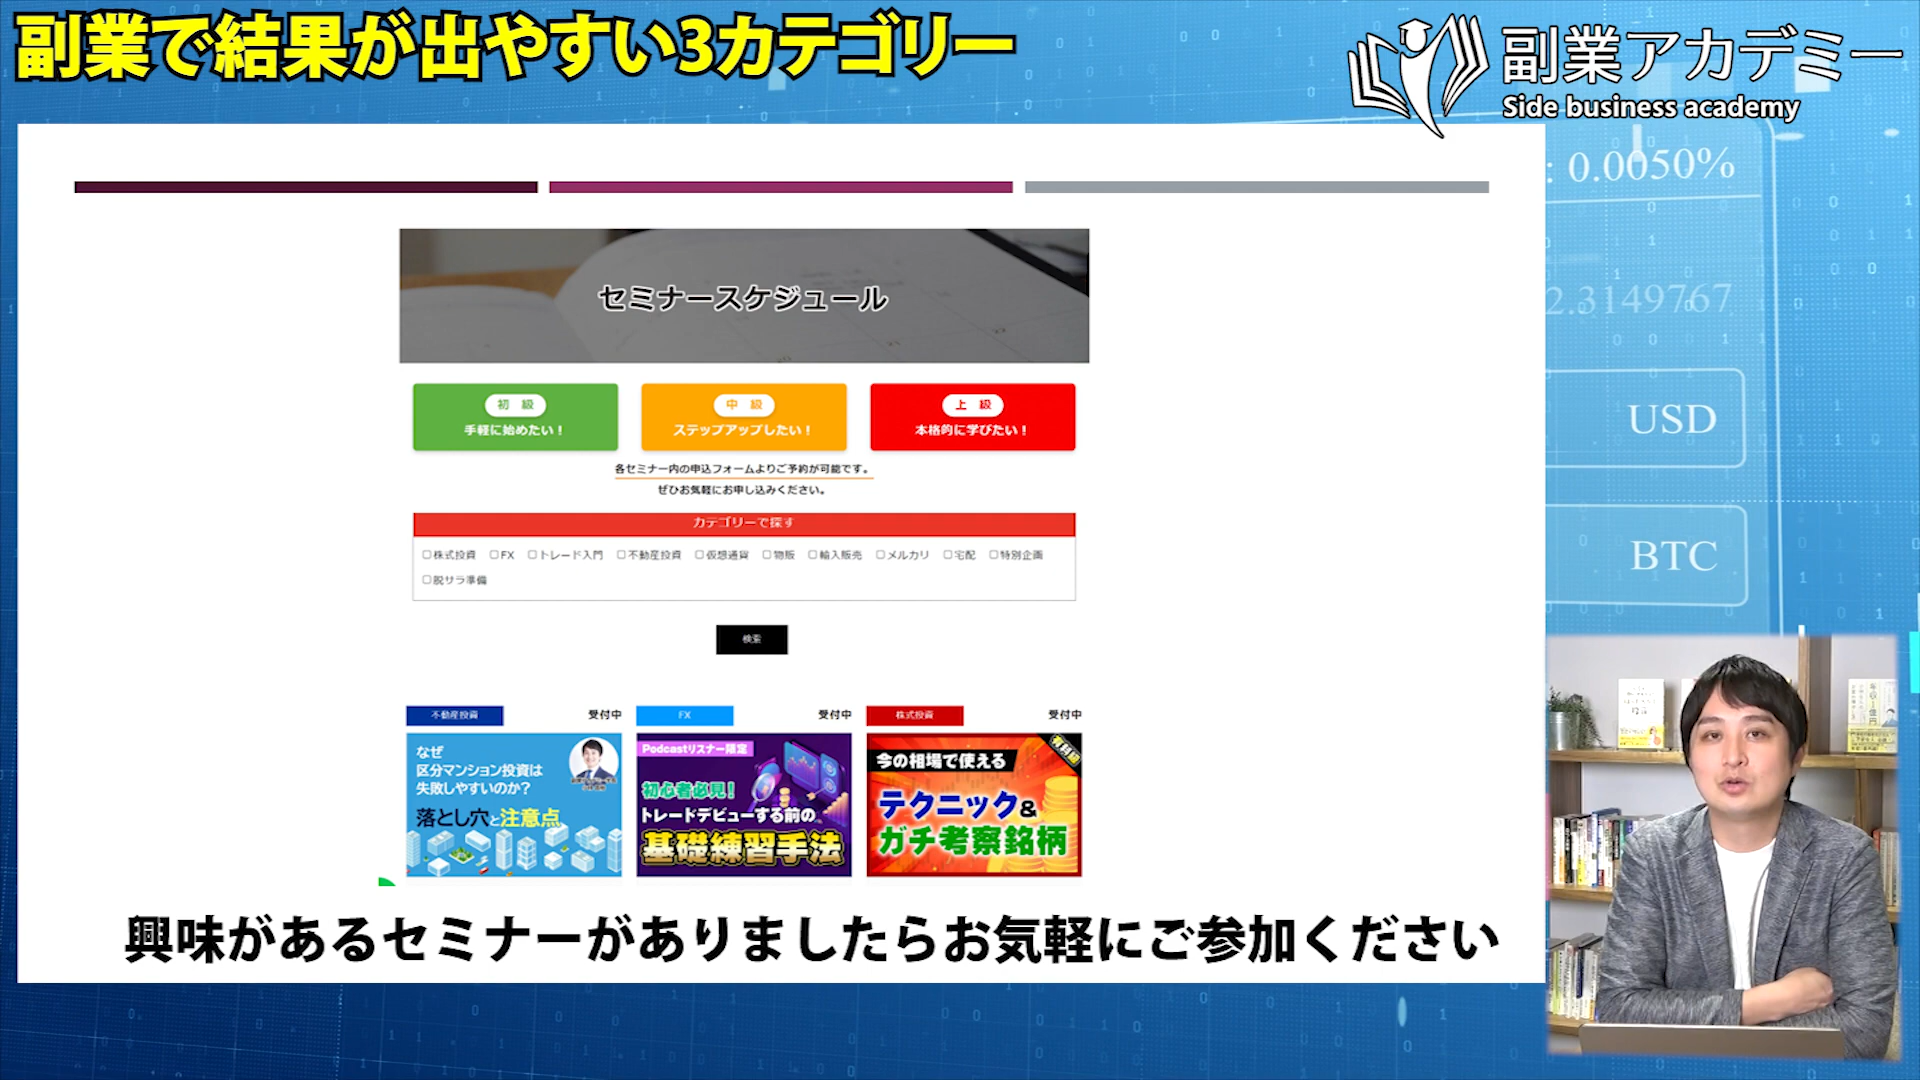 副業で結果が出やすい3カテゴリー
副業アカデミー
Side business academy
: 0.0050%
2.3149767
USD
BTC
セミナースケジュール
初 級
手軽に始めたい！
中 級
ステップアップしたい！
上 級
本格的に学びたい！
各セミナー内の申込フォームよりご予約が可能です。
ぜひお気軽にお申し込みください。
カテゴリーで探す
株式投資 FX トレード入門 不動産投資 仮想通貨 物販 輸入販売 メルカリ 宅配 特別企画
脱サラ準備
検索
不動産投資 受付中
FX 受付中
株式投資 受付中
なぜ
区分マンション投資は
失敗しやすいのか？
落とし穴と注意点
Podcastリスナー限定
初心者必見！
トレードデビューする前の
基礎練習手法
有料級
今の相場で使える
テクニック&
ガチ考察銘柄
興味があるセミナーがありましたらお気軽にご参加ください